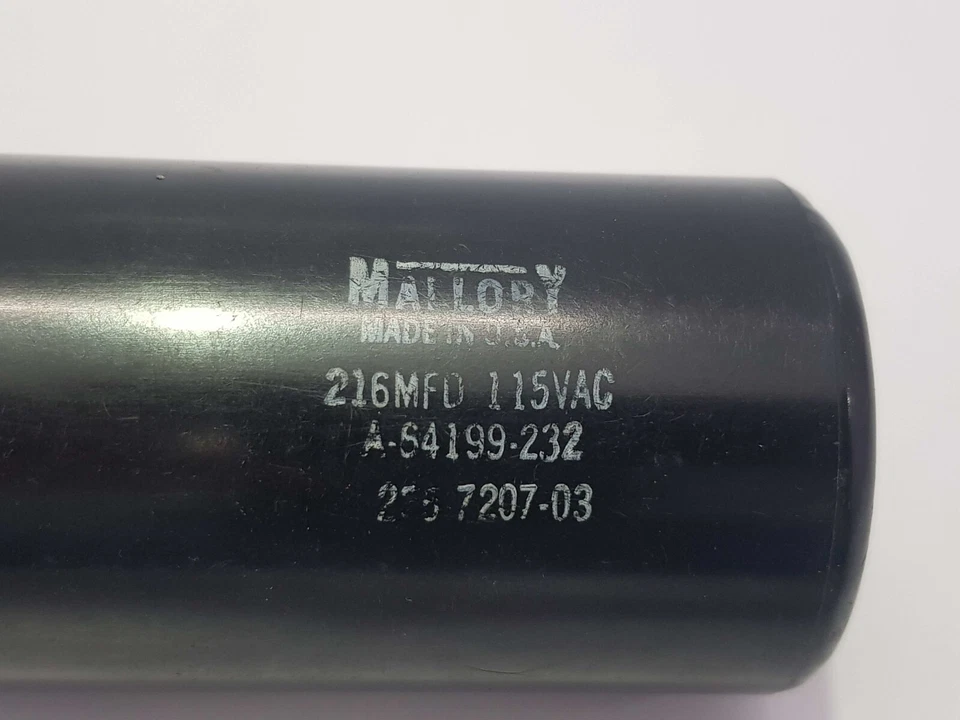 MALLORY
MADE IN U.S.A.
216MFD 115VAC
A-64199-232
7207-03